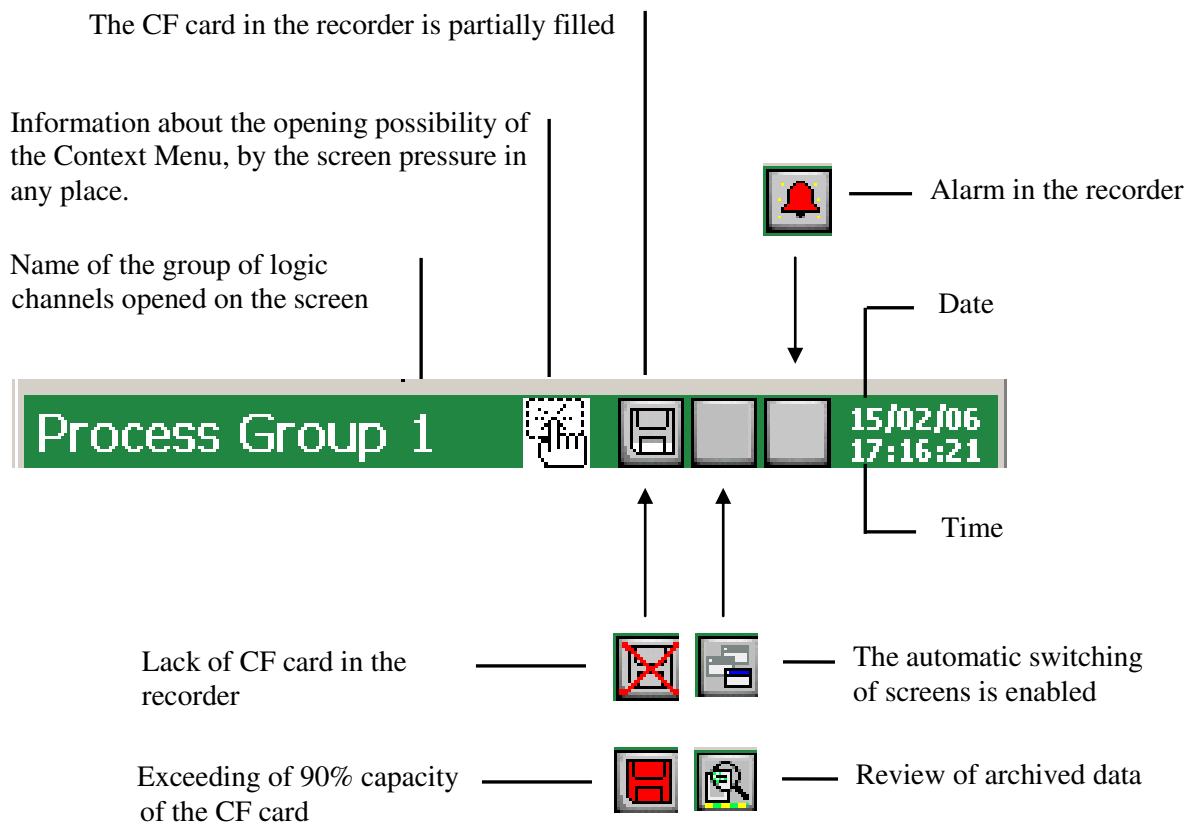 The CF card in the recorder is partially filled
Information about the opening possibility of
the Context Menu, by the screen pressure in
any place.
Alarm in the recorder
Name of the group of logic
channels opened on the screen
Date
Process Group 1
15/02/06
17:16:21
Time
Lack of CF card in the
recorder
The automatic switching
of screens is enabled
Exceeding of 90% capacity
of the CF card
Review of archived data